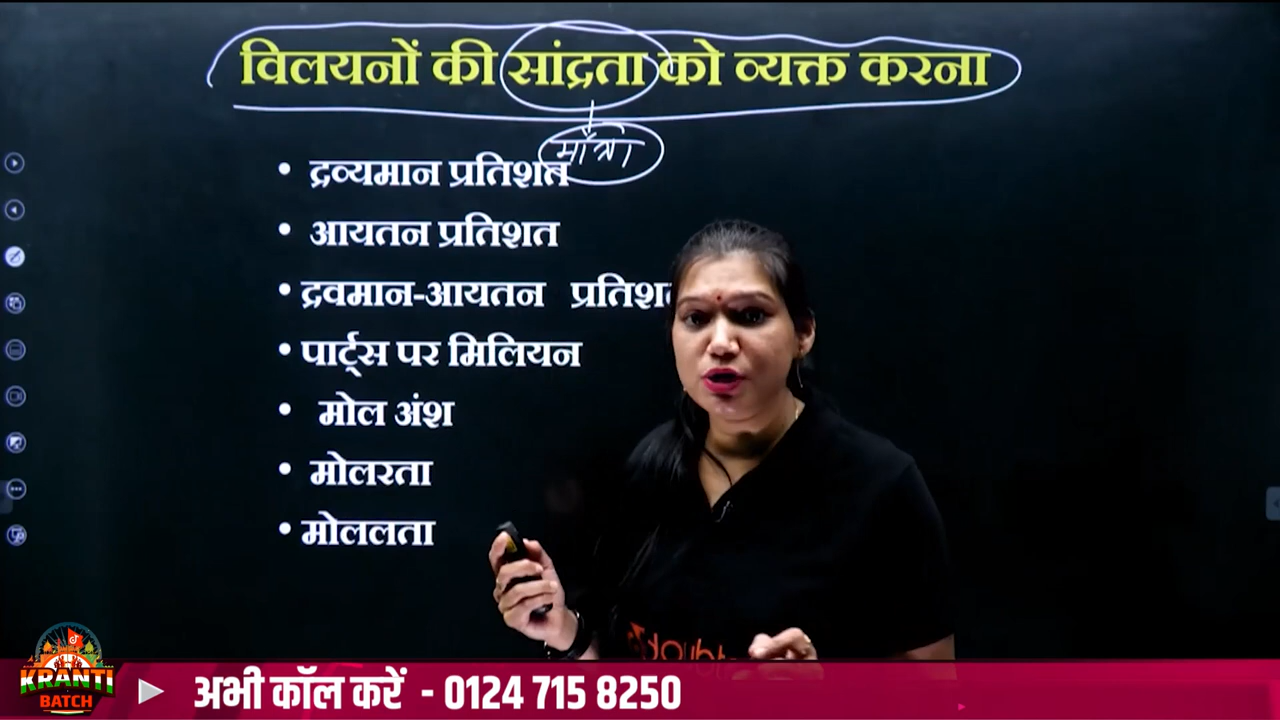 विलयनों की सांद्रता को व्यक्त करना
मात्रा
• द्रव्यमान प्रतिशत
• आयतन प्रतिशत
• द्रवमान-आयतन प्रतिशत
• पार्ट्स पर मिलियन
• मोल अंश
• मोलरता
• मोललता
KRANTI
BATCH
अभी कॉल करें - 0124 715 8250